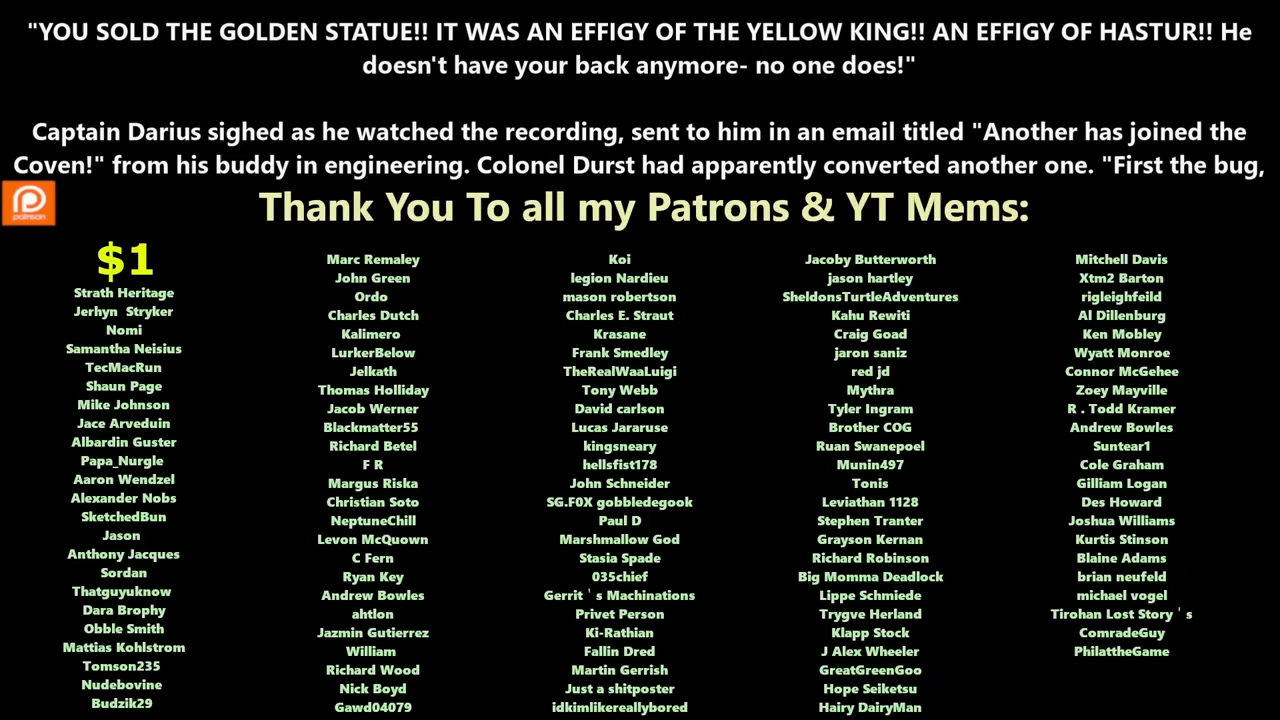 "YOU SOLD THE GOLDEN STATUE!! IT WAS AN EFFIGY OF THE YELLOW KING!! AN EFFIGY OF HASTUR!! He
doesn't have your back anymore- no one does!"
Captain Darius sighed as he watched the recording, sent to him in an email titled "Another has joined the
Coven!" from his buddy in engineering. Colonel Durst had apparently converted another one. "First the bug,
patreon
Thank You To all my Patrons & YT Mems:
$1
Strath Heritage
Jerhyn  Stryker
Nomi
Samantha Neisius
TecMacRun
Shaun Page
Mike Johnson
Jace Arveduin
Albardin Guster
Papa_Nurgle
Aaron Wendzel
Alexander Nobs
SketchedBun
Jason
Anthony Jacques
Sordan
Thatguyuknow
Dara Brophy
Obble Smith
Mattias Kohlstrom
Tomson235
Nudebovine
Budzik29
Marc Remaley
John Green
Ordo
Charles Dutch
Kalimero
LurkerBelow
Jelkath
Thomas Holliday
Jacob Werner
Blackmatter55
Richard Betel
F R
Margus Riska
Christian Soto
NeptuneChill
Levon McQuown
C Fern
Ryan Key
Andrew Bowles
ahtlon
Jazmin Gutierrez
William
Richard Wood
Nick Boyd
Gawd04079
Koi
legion Nardieu
mason robertson
Charles E. Straut
Krasane
Frank Smedley
TheRealWaaLuigi
Tony Webb
David carlson
Lucas Jararuse
kingsneary
hellsfist178
John Schneider
SG.F0X gobbledegook
Paul D
Marshmallow God
Stasia Spade
035chief
Gerrit ' s Machinations
Privet Person
Ki-Rathian
Fallin Dred
Martin Gerrish
Just a shitposter
idkimlikereallybored
Jacoby Butterworth
jason hartley
SheldonsTurtleAdventures
Kahu Rewiti
Craig Goad
jaron saniz
red jd
Mythra
Tyler Ingram
Brother COG
Ruan Swanepoel
Munin497
Tonis
Leviathan 1128
Stephen Tranter
Grayson Kernan
Richard Robinson
Big Momma Deadlock
Lippe Schmiede
Trygve Herland
Klapp Stock
J Alex Wheeler
GreatGreenGoo
Hope Seiketsu
Hairy DairyMan
Mitchell Davis
Xtm2 Barton
rigleighfeild
Al Dillenburg
Ken Mobley
Wyatt Monroe
Connor McGehee
Zoey Mayville
R . Todd Kramer
Andrew Bowles
Suntear1
Cole Graham
Gilliam Logan
Des Howard
Joshua Williams
Kurtis Stinson
Blaine Adams
brian neufeld
michael vogel
Tirohan Lost Story ' s
ComradeGuy
PhilattheGame